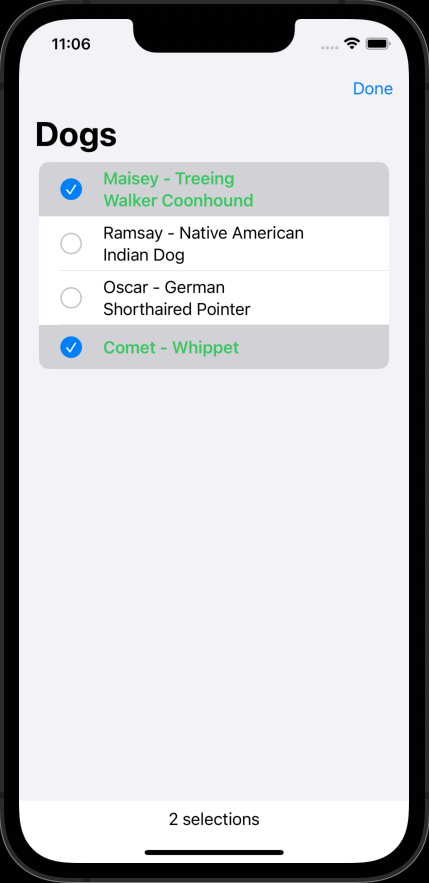 11:06
Done
Dogs
Maisey - Treeing
Walker Coonhound
Ramsay - Native American
Indian Dog
Oscar - German
Shorthaired Pointer
Comet - Whippet
2 selections